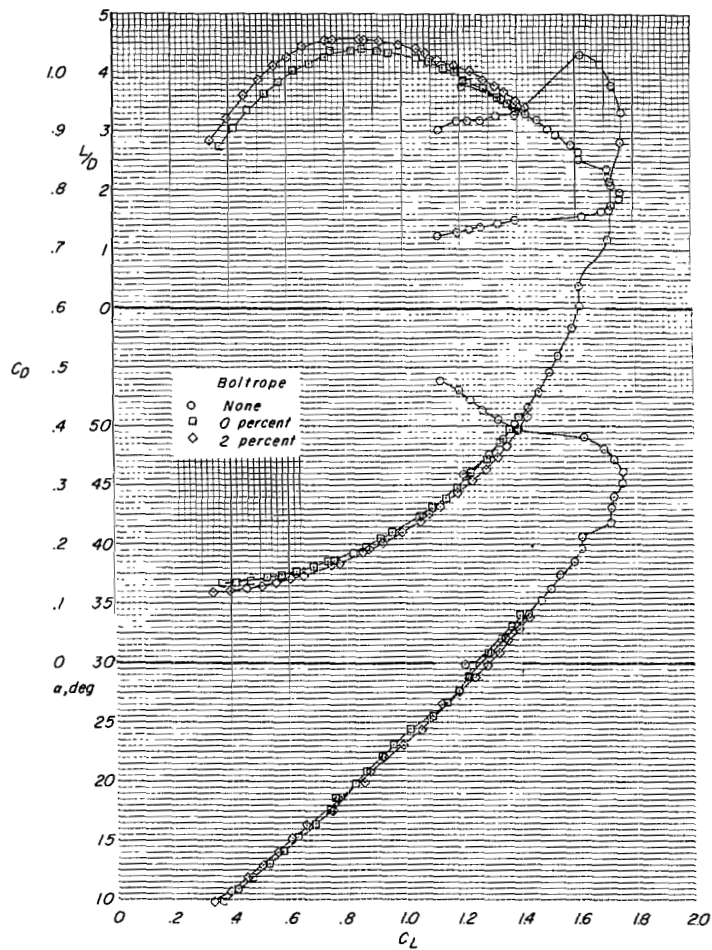 5
1.0 4
.9 3
L/D
.8 2
.7 1
.6 0
CD .5
Boltrope
None
0 percent
2 percent
.4 50
.3 45
.2 40
.1 35
0 30
α, deg
25
20
15
10
0 .2 .4 .6 .8 1.0 1.2 1.4 1.6 1.8 2.0
CL